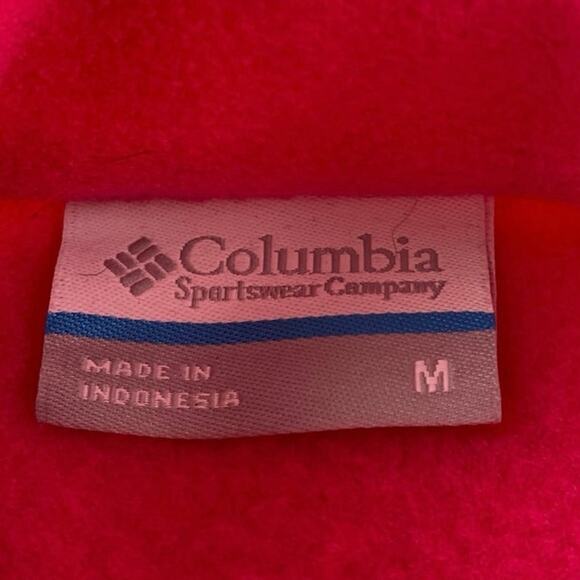 Columbia
Sportswear Company
MADE IN
INDONESIA
M